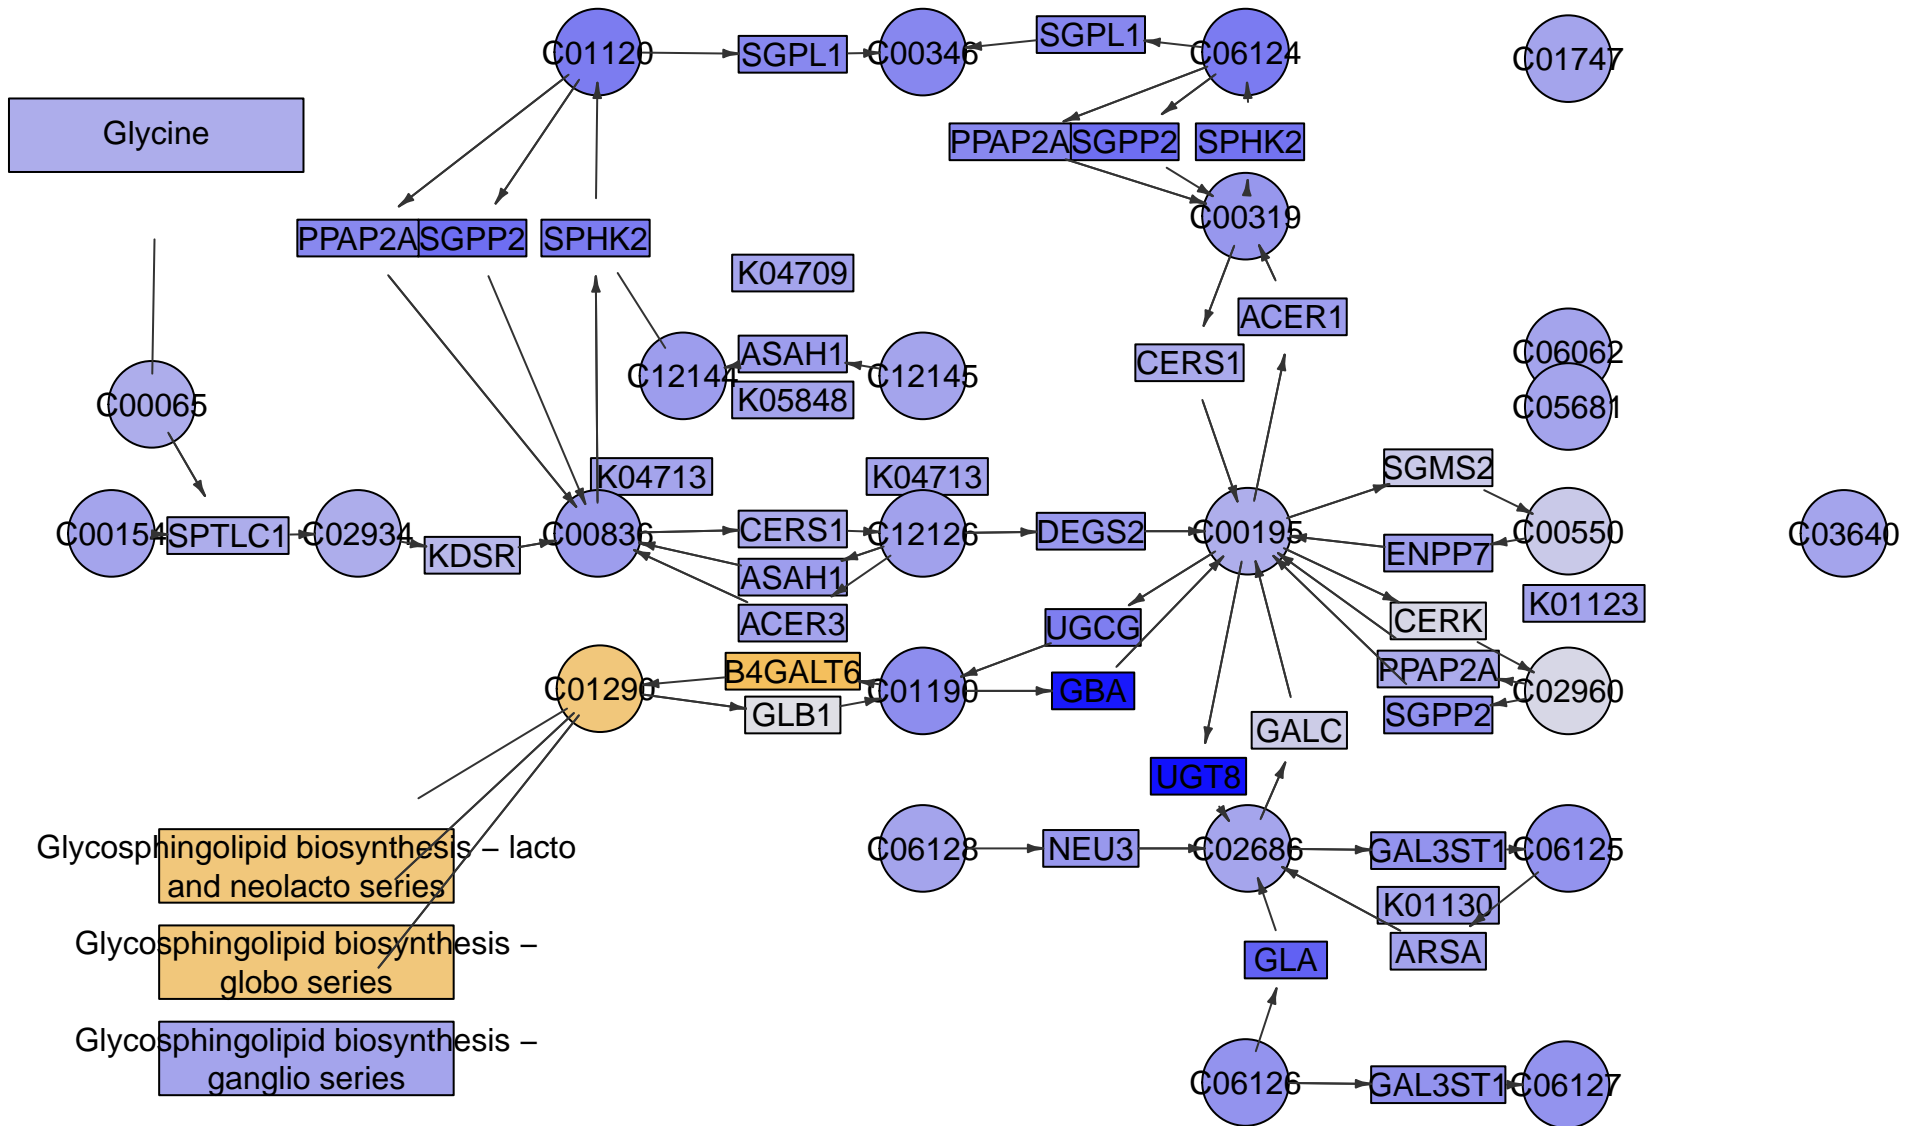 C01120
SGPL1
C00346
SGPL1
C06124
C01747
Glycine
PPAP2A
SGPP2
SPHK2
C00319
PPAP2A
SGPP2
SPHK2
K04709
ACER1
C06062
ASAH1
CERS1
C12144
C12145
K05848
C00065
C05681
K04713
K04713
SGMS2
C00154
SPTLC1
C02934
KDSR
C00836
CERS1
C12126
DEGS2
C00195
C00550
C03640
ENPP7
ASAH1
K01123
ACER3
UGCG
CERK
B4GALT6
PPAP2A
C01290
C01190
GBA
C02960
GLB1
SGPP2
GALC
UGT8
Glycosphingolipid biosynthesis – lacto
and neolacto series
C06128
NEU3
C02686
GAL3ST1
C06125
K01130
Glycosphingolipid biosynthesis –
globo series
GLA
ARSA
Glycosphingolipid biosynthesis –
ganglio series
C06126
GAL3ST1
C06127